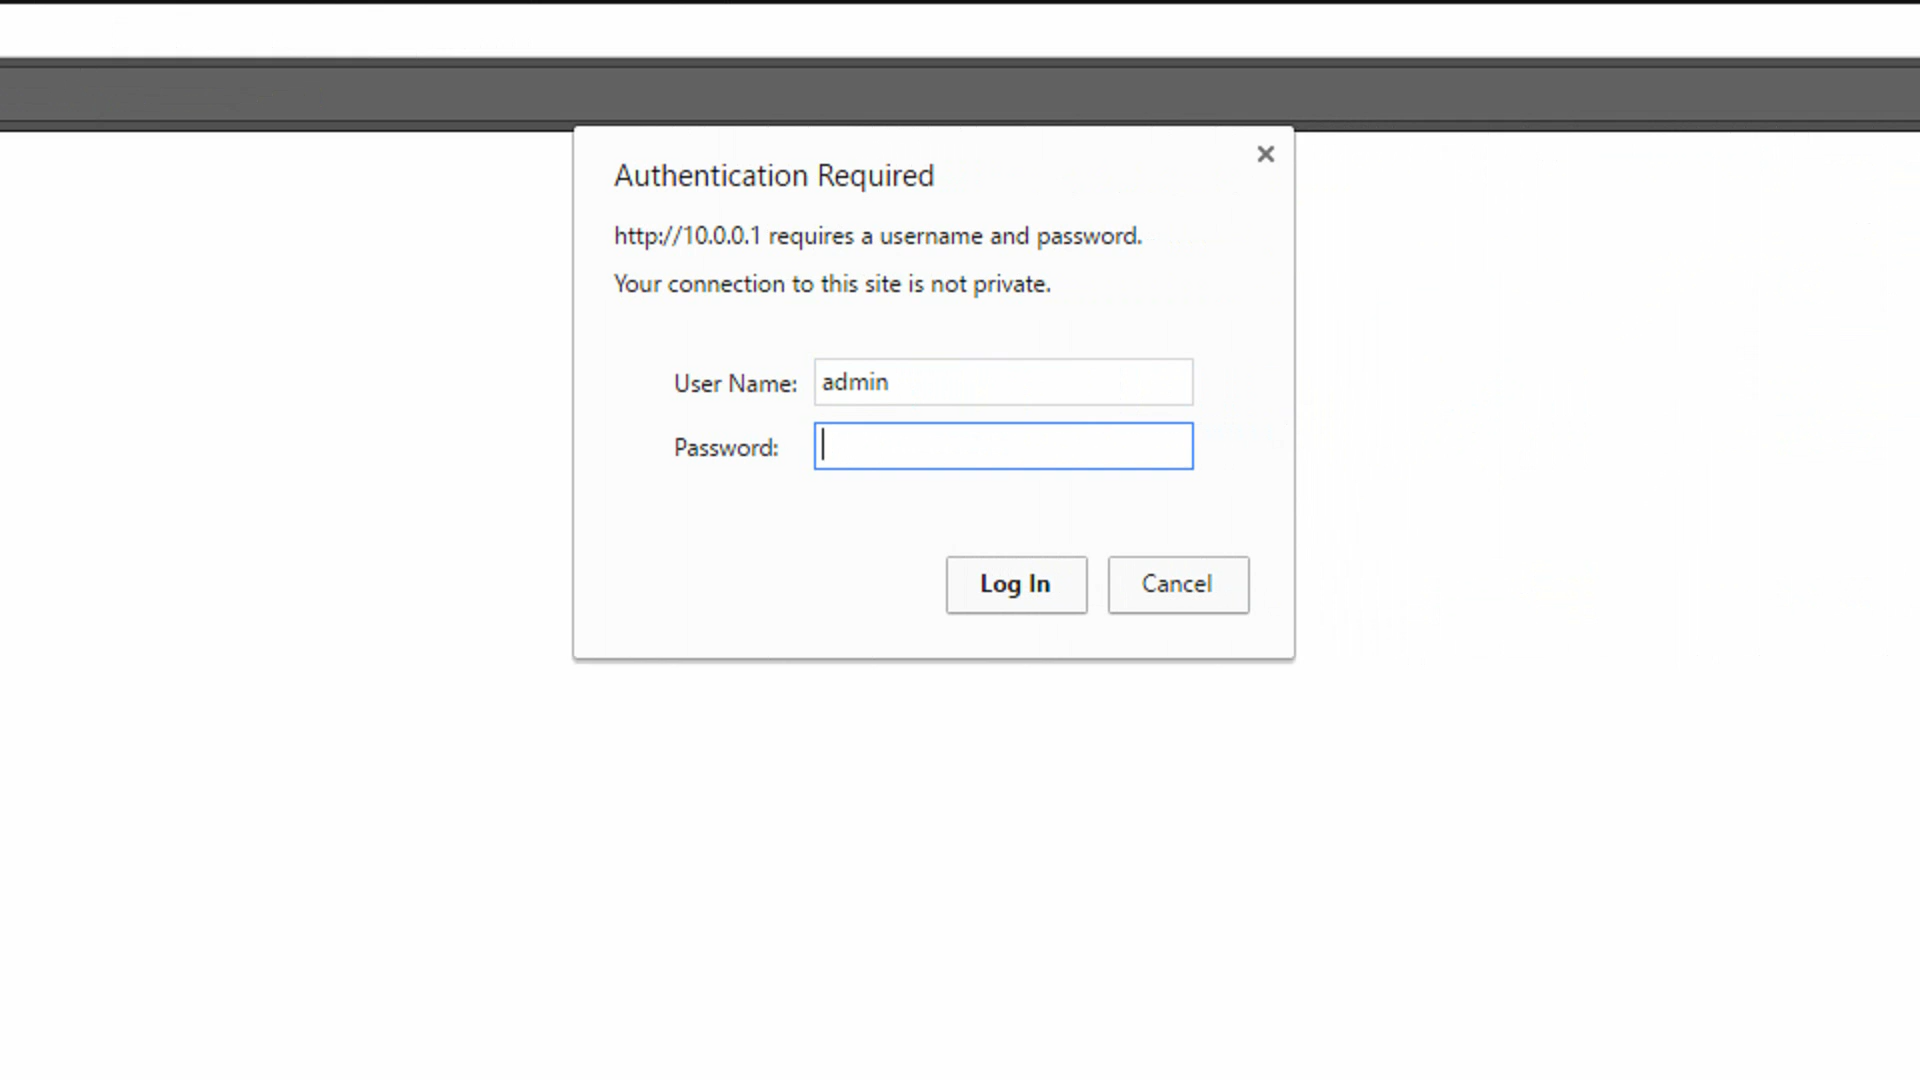 Authentication Required
http://10.0.0.1 requires a username and password.
Your connection to this site is not private.
User Name: admin
Password:
Log In Cancel